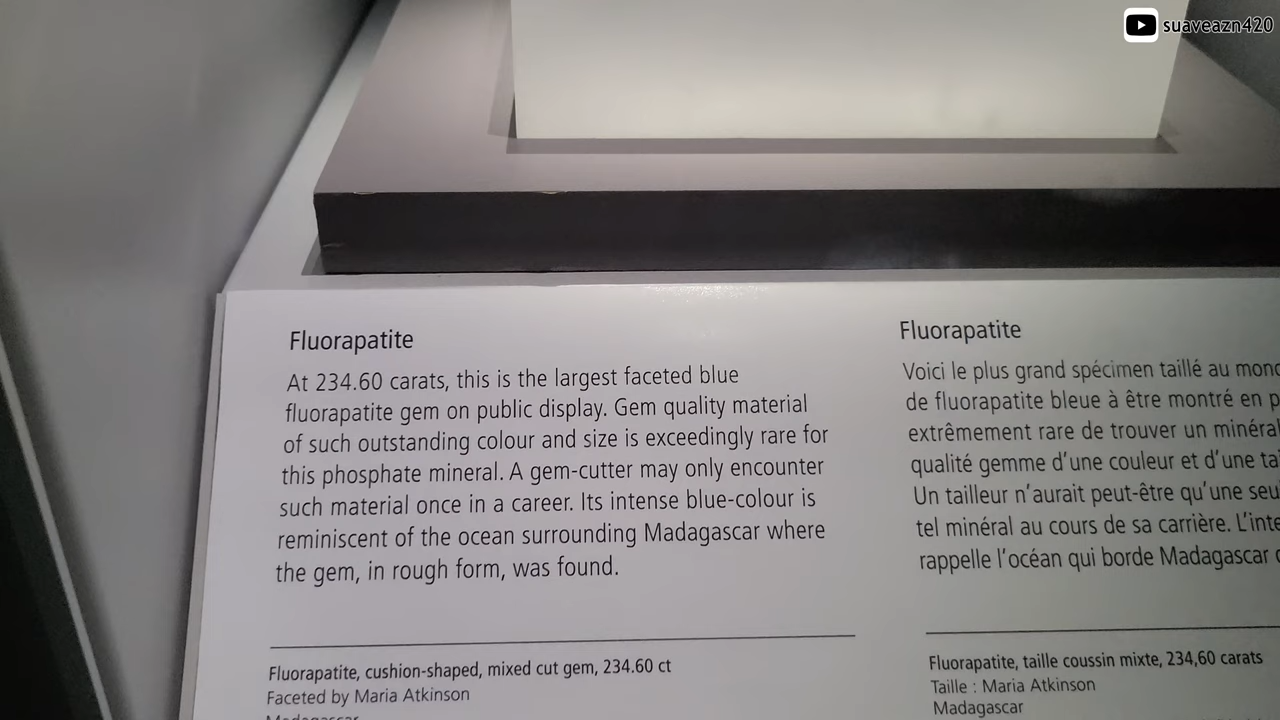 suaveazn420
Fluorapatite
At 234.60 carats, this is the largest faceted blue
fluorapatite gem on public display. Gem quality material
of such outstanding colour and size is exceedingly rare for
this phosphate mineral. A gem-cutter may only encounter
such material once in a career. Its intense blue-colour is
reminiscent of the ocean surrounding Madagascar where
the gem, in rough form, was found.
Fluorapatite, cushion-shaped, mixed cut gem, 234.60 ct
Faceted by Maria Atkinson
Madagascar
Fluorapatite
Voici le plus grand spécimen taillé au
de fluorapatite bleue à être montré en
extrêmement rare de trouver un
qualité gemme d'une couleur et d'une
Un tailleur n'aurait peut-être qu'une
tel minéral au cours de sa carrière.
rappelle l'océan qui borde Madagascar
Fluorapatite, taille coussin mixte, 234,60 carats
Taille : Maria Atkinson
Madagascar